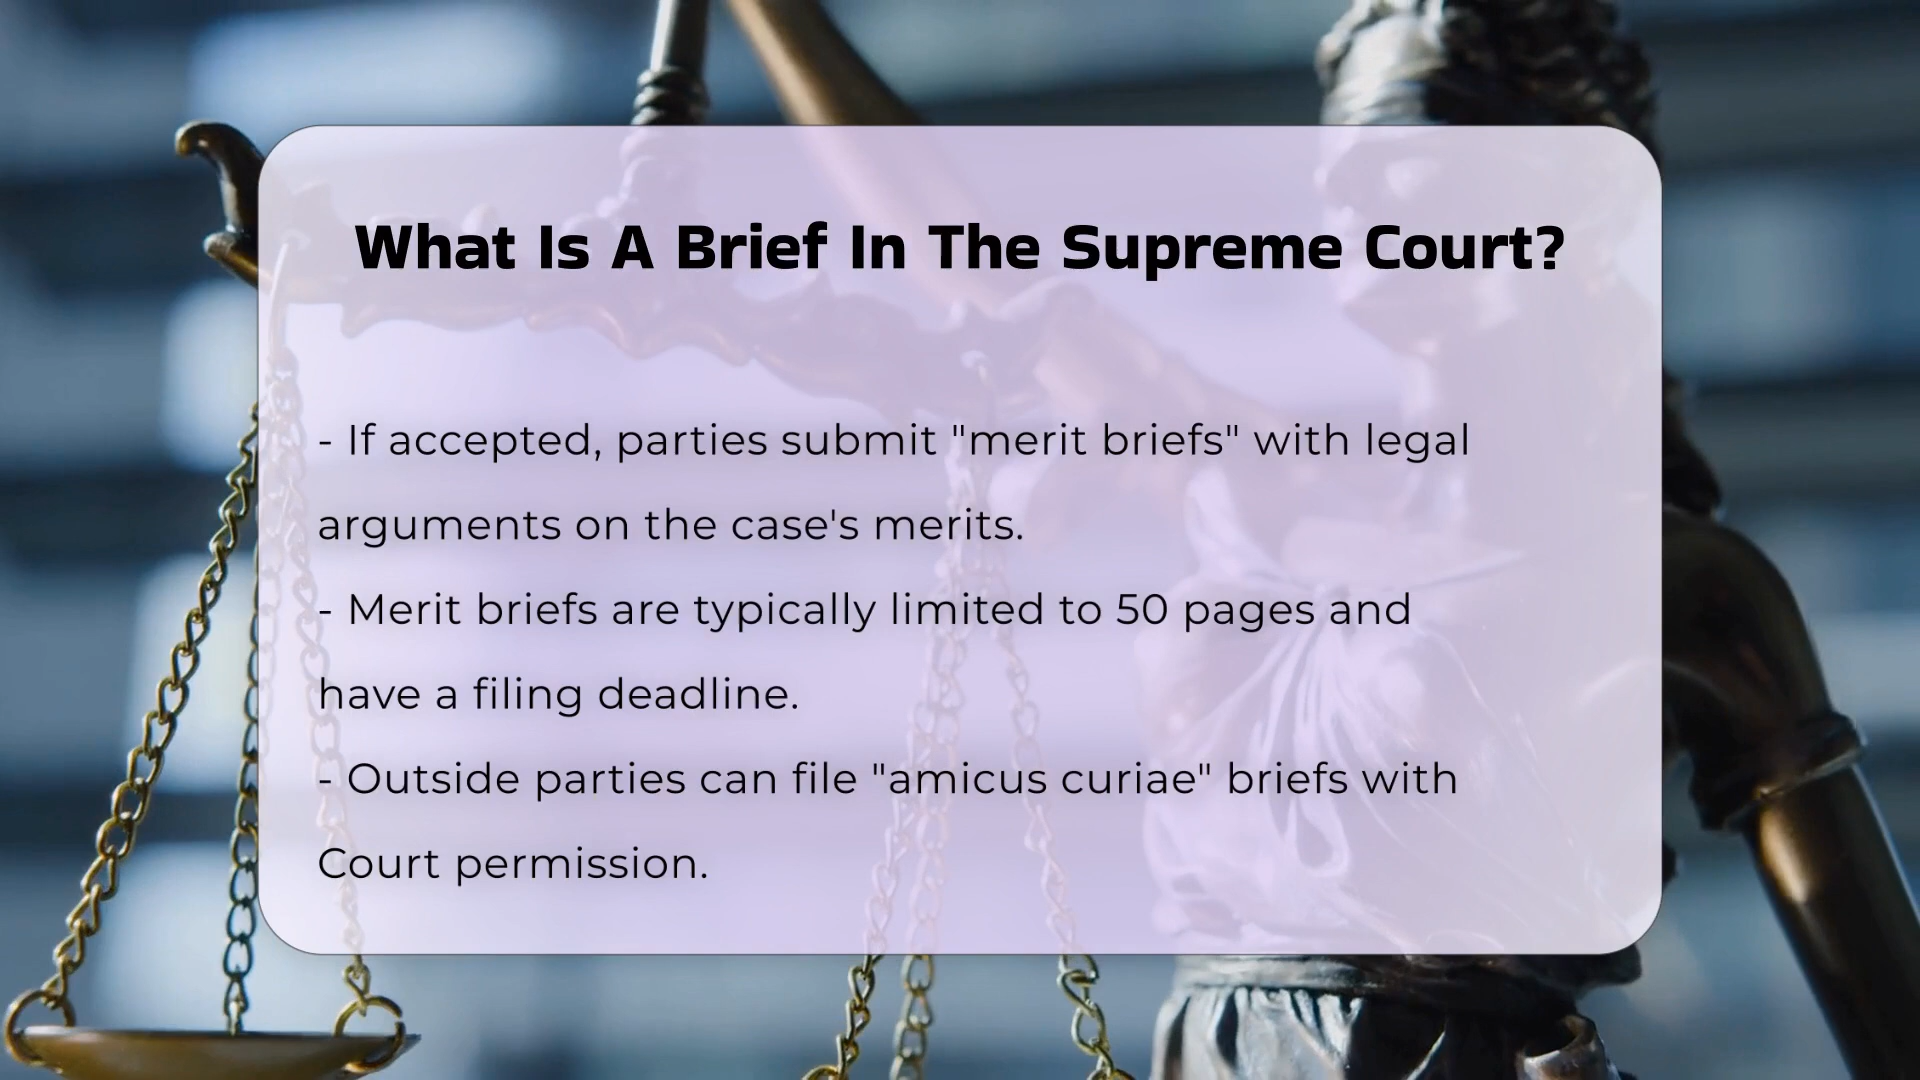 What Is A Brief In The Supreme Court?
- If accepted, parties submit "merit briefs" with legal
arguments on the case's merits.
- Merit briefs are typically limited to 50 pages and
have a filing deadline.
- Outside parties can file "amicus curiae" briefs with
Court permission.